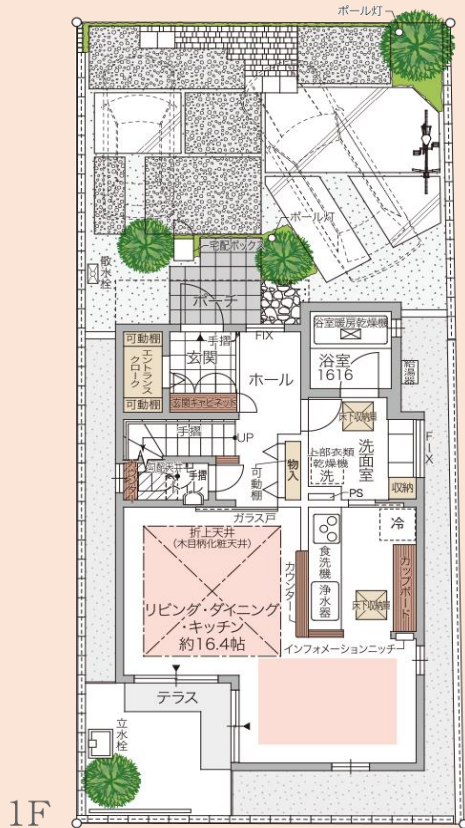 ポール灯
ポール灯
宅配ボックス
散水栓
ポーチ
可動棚
エントランス
クローク
可動棚
手摺
玄関
玄関キャビネット
FIX
ホール
浴室暖房乾燥機
浴室
1616
給湯器
手摺
UP
勾配天井
手摺
可動棚
物入
床下収納庫
上部衣類
乾燥機
洗
洗面室
FIX
収納
PS
ガラス戸
冷
折上天井
(木目柄化粧天井)
リビング・ダイニング
・キッチン
約16.4帖
カウンター
食洗機
浄水器
床下収納庫
カップボード
インフォメーションニッチ
テラス
立水栓
1F